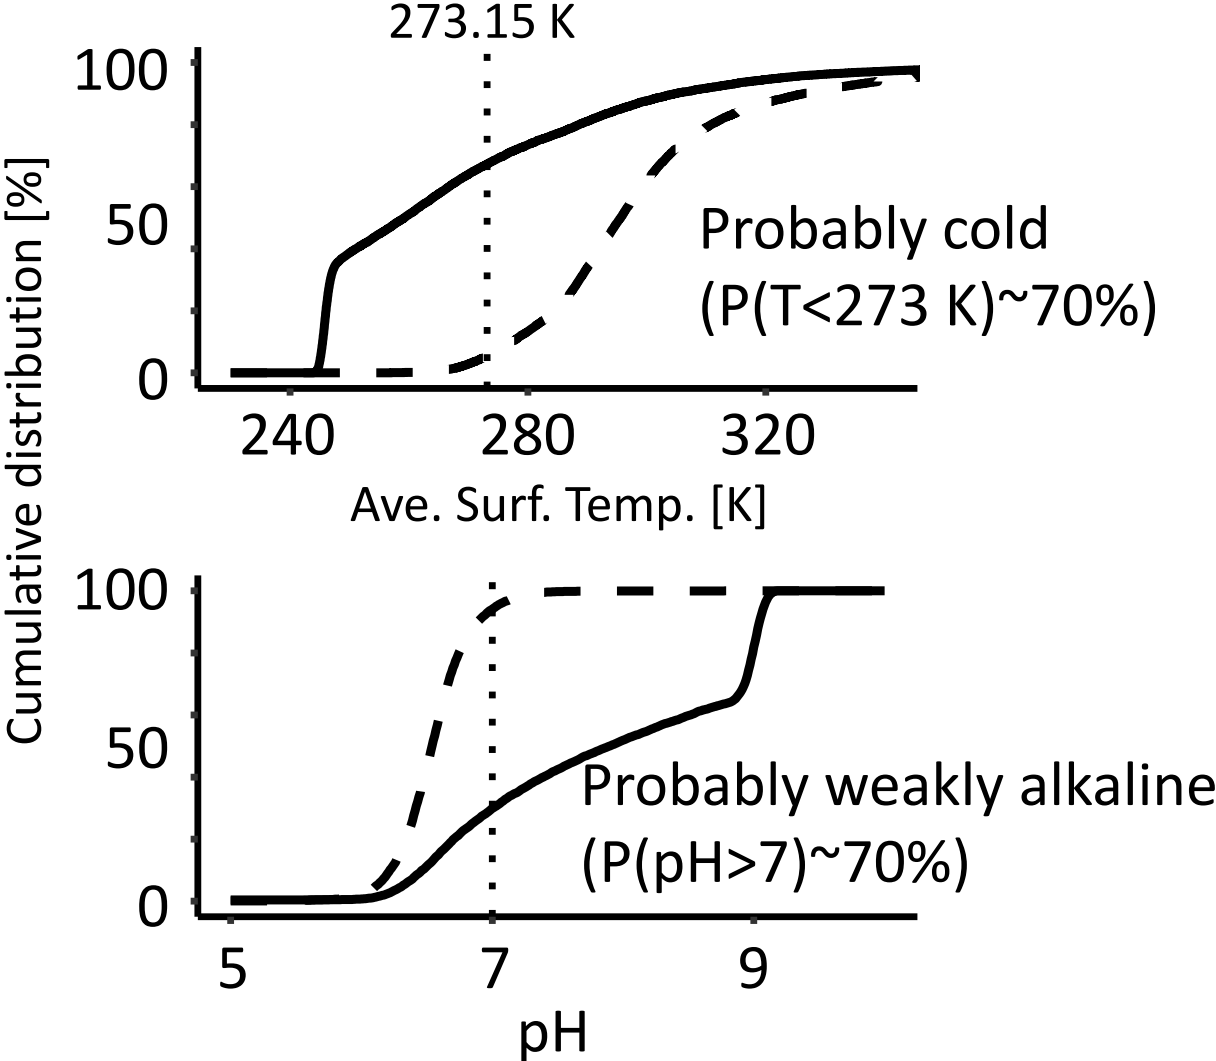 273.15 K
100
50
0
240 280 320
Ave. Surf. Temp. [K]
Probably cold
(P(T<273 K)~70%)
Cumulative distribution [%]
100
50
0
5 7 9
pH
Probably weakly alkaline
(P(pH>7)~70%)